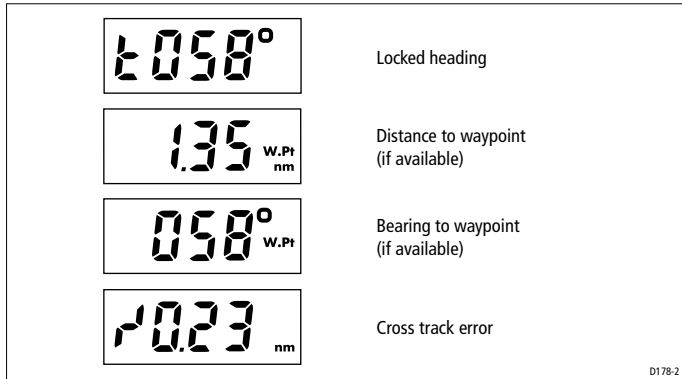 t058°
Locked heading
1.35 W.Pt
nm
Distance to waypoint
(if available)
058° W.Pt
Bearing to waypoint
(if available)
0.23 nm
Cross track error
D178-2